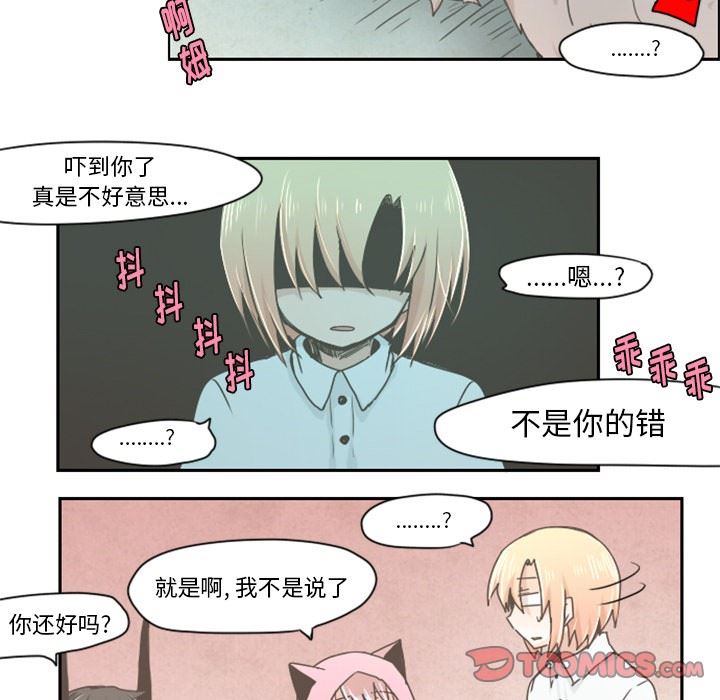 啊姆
........?
吓到你了
真是不好意思...
抖抖抖抖
......嗯...?
乖乖乖
不是你的错
........?
........?
就是啊, 我不是说了
你还好吗?
TOOMICS.COM